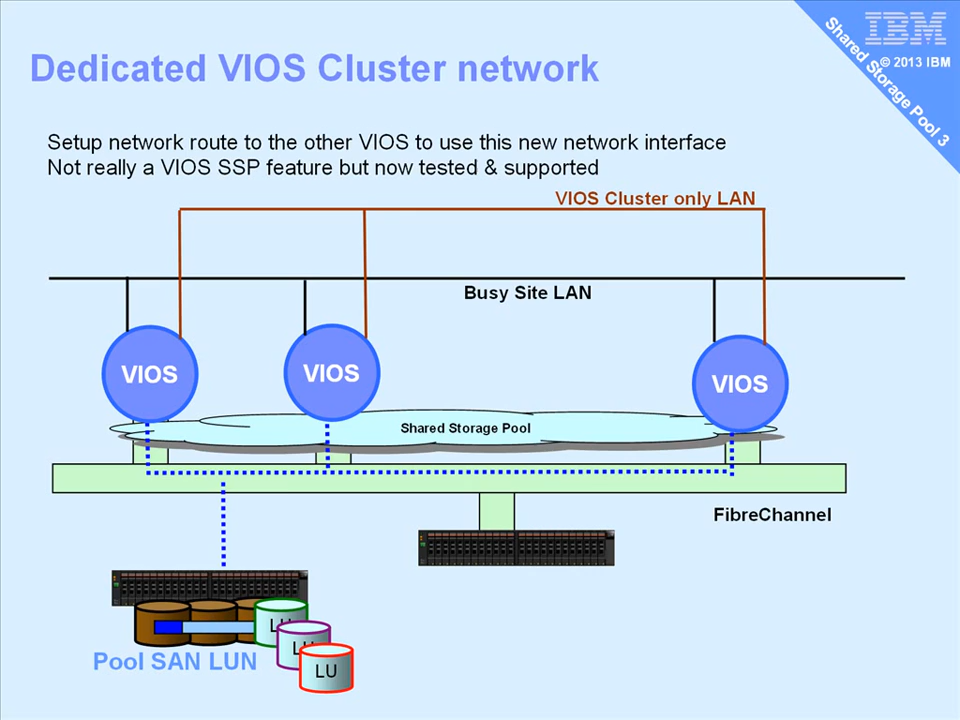 IBM
© 2013 IBM
Shared Storage Pool 3
Dedicated VIOS Cluster network
Setup network route to the other VIOS to use this new network interface
Not really a VIOS SSP feature but now tested & supported
VIOS Cluster only LAN
Busy Site LAN
VIOS
VIOS
VIOS
Shared Storage Pool
FibreChannel
LU
LU
LU
Pool SAN LUN